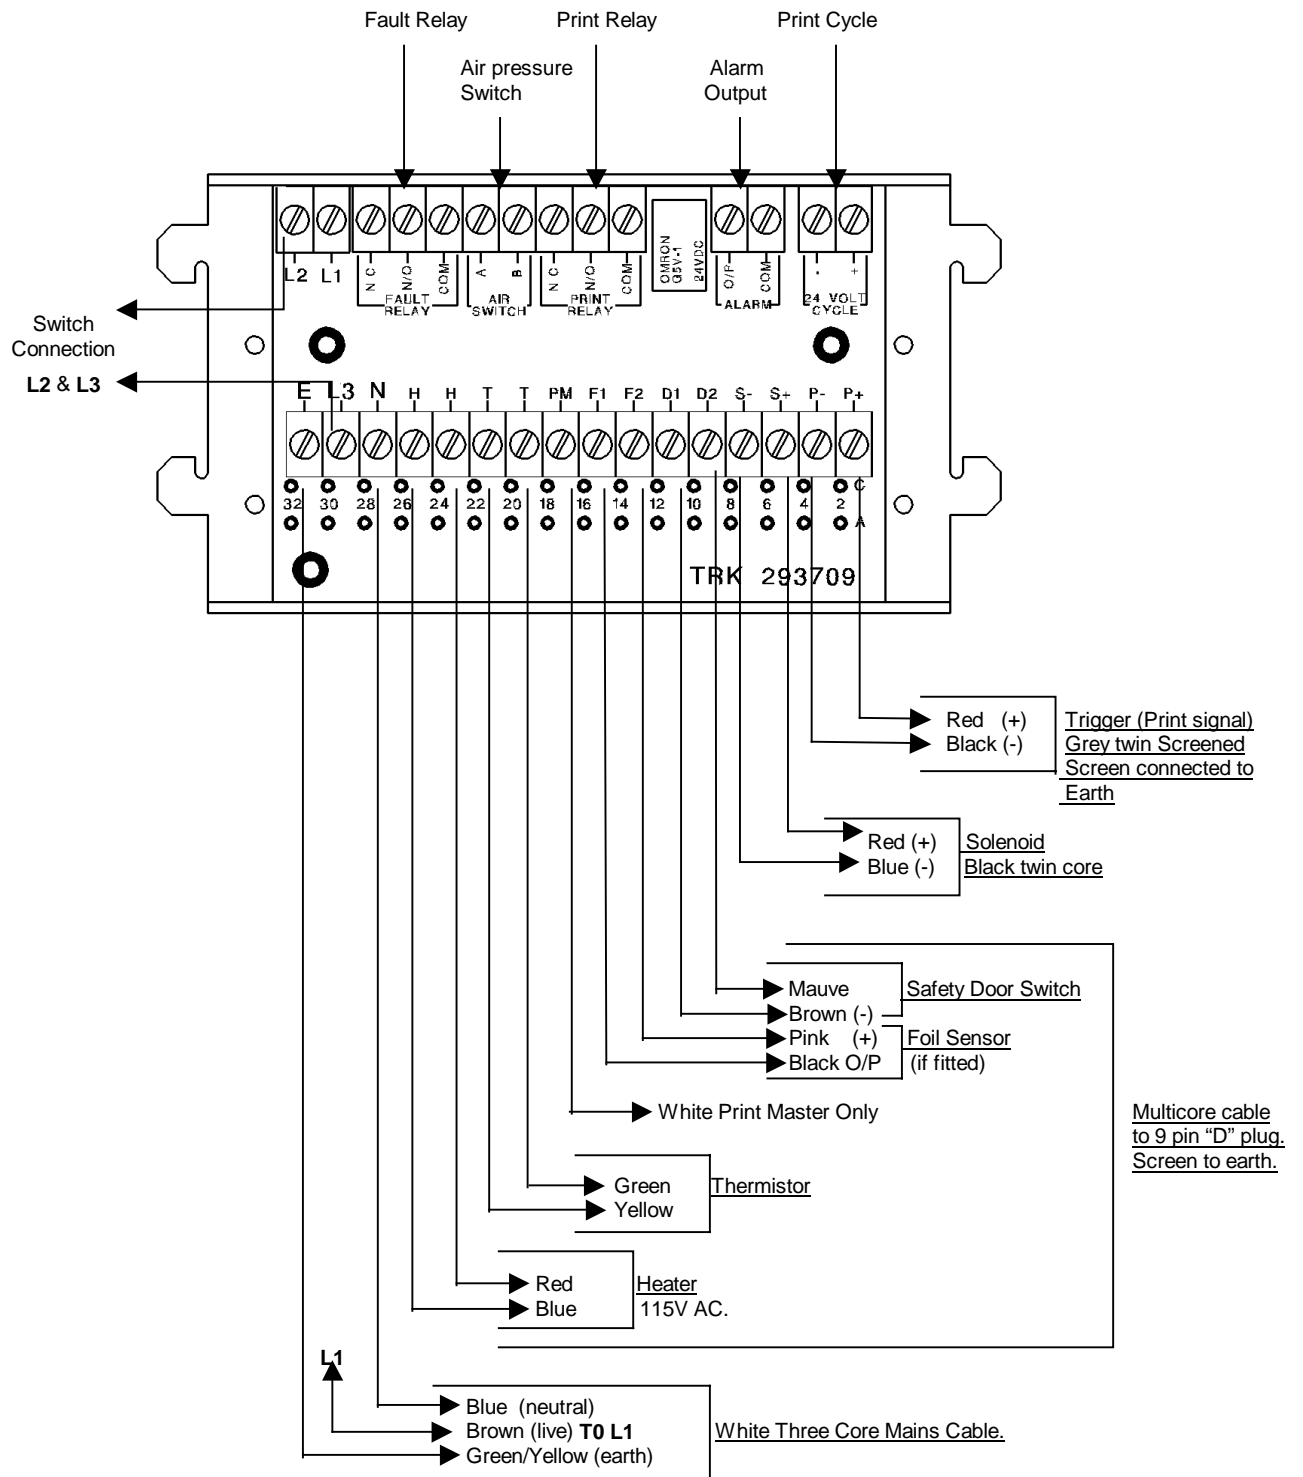 Fault Relay Print Relay Print Cycle
Air pressure Alarm
Switch Output
L2 L1 N C N/O COM A B N C N/O COM OMRON G5V-1 24VDC O/P COM - +
FAULT RELAY AIR SWITCH PRINT RELAY ALARM 24 VOLT CYCLE
Switch
Connection
L2 & L3
E L3 N H H T T PM F1 F2 D1 D2 S- S+ P- P+
C
32 30 28 26 24 22 20 18 16 14 12 10 8 6 4 2
A
TRK 293709
Red (+) Trigger (Print signal)
Black (-) Grey twin Screened
Screen connected to
Earth
Red (+) Solenoid
Blue (-) Black twin core
Mauve Safety Door Switch
Brown (-)
Pink (+) Foil Sensor
Black O/P (if fitted)
White Print Master Only
Multicore cable
to 9 pin “D” plug.
Screen to earth.
Green Thermistor
Yellow
Red Heater
Blue 115V AC.
L1
Blue (neutral)
Brown (live) T0 L1 White Three Core Mains Cable.
Green/Yellow (earth)